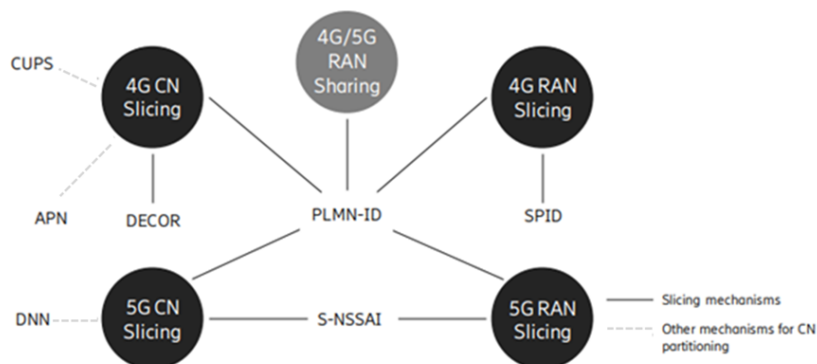 4G/5G
RAN
Sharing
CUPS
4G CN
Slicing
4G RAN
Slicing
APN
DECOR
PLMN-ID
SPID
DNN
5G CN
Slicing
S-NSSAI
5G RAN
Slicing
Slicing mechanisms
Other mechanisms for CN
partitioning